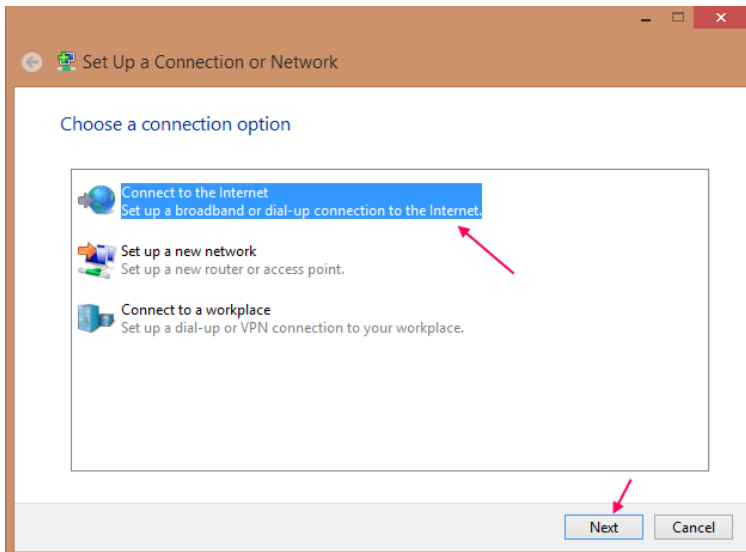 Set Up a Connection or Network
Choose a connection option
Connect to the Internet
Set up a broadband or dial-up connection to the Internet.
Set up a new network
Set up a new router or access point.
Connect to a workplace
Set up a dial-up or VPN connection to your workplace.
Next
Cancel